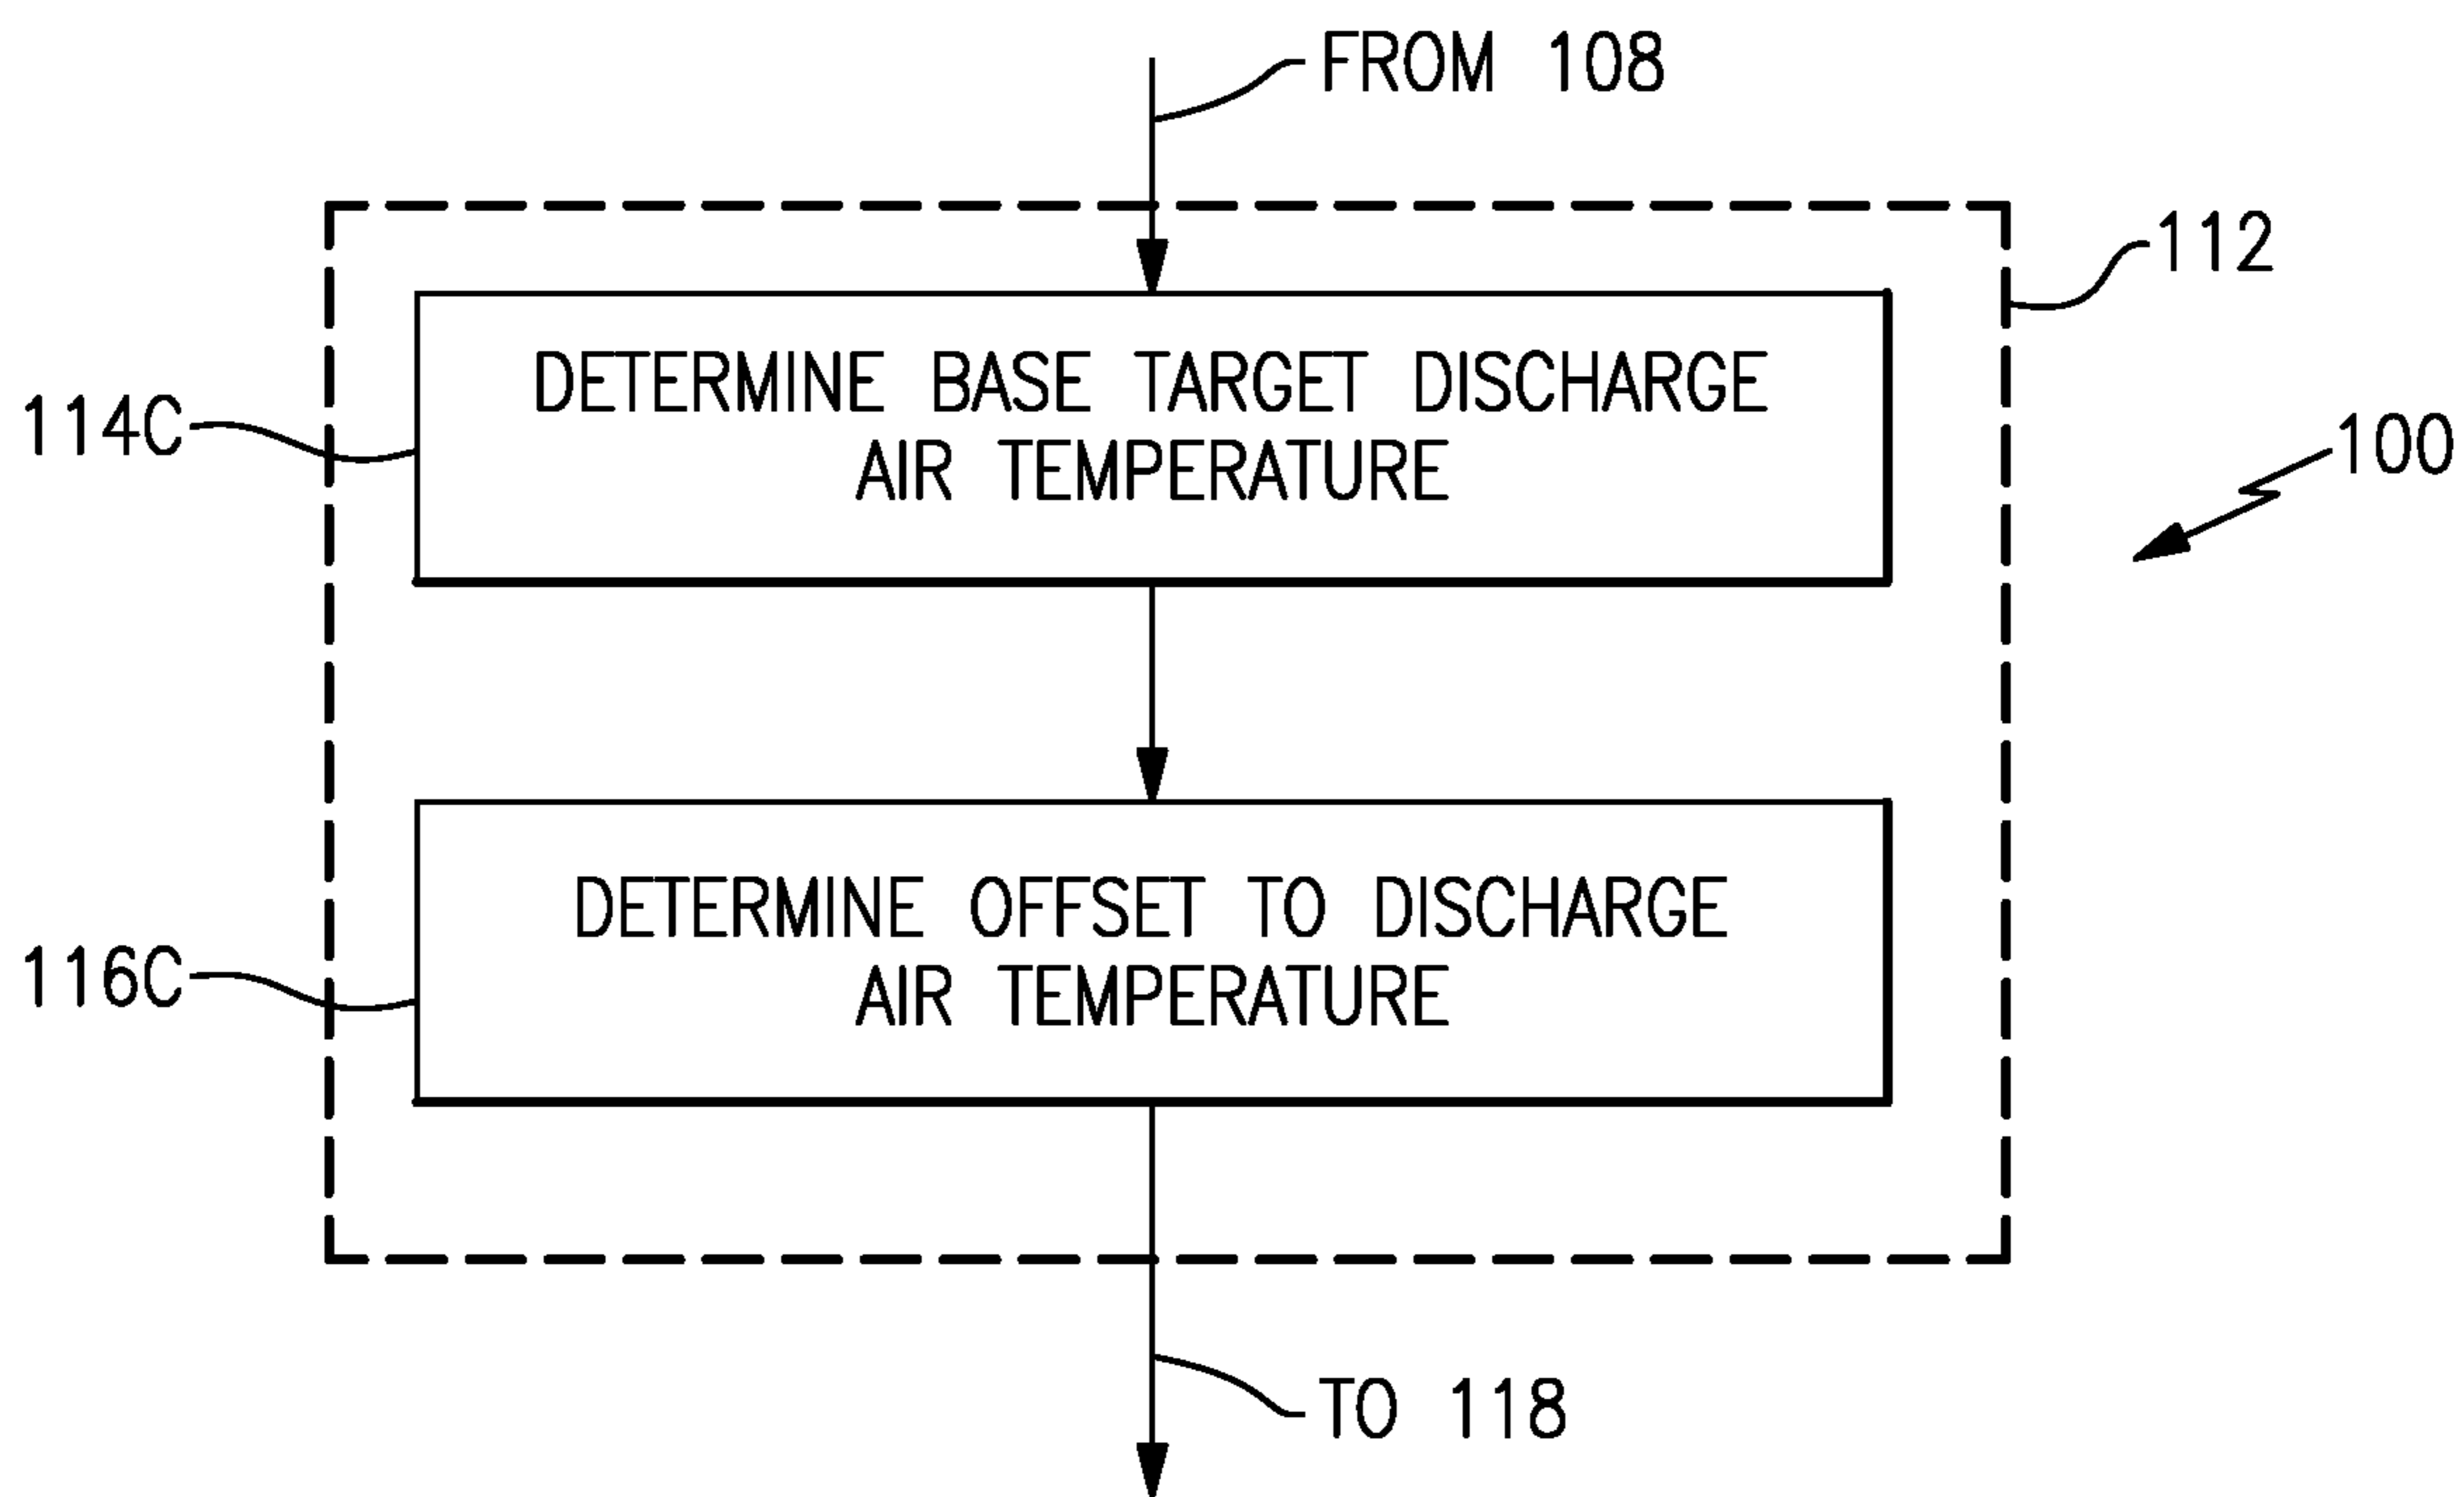 FROM 108
112
DETERMINE BASE TARGET DISCHARGE
AIR TEMPERATURE
114C
100
DETERMINE OFFSET TO DISCHARGE
AIR TEMPERATURE
116C
TO 118